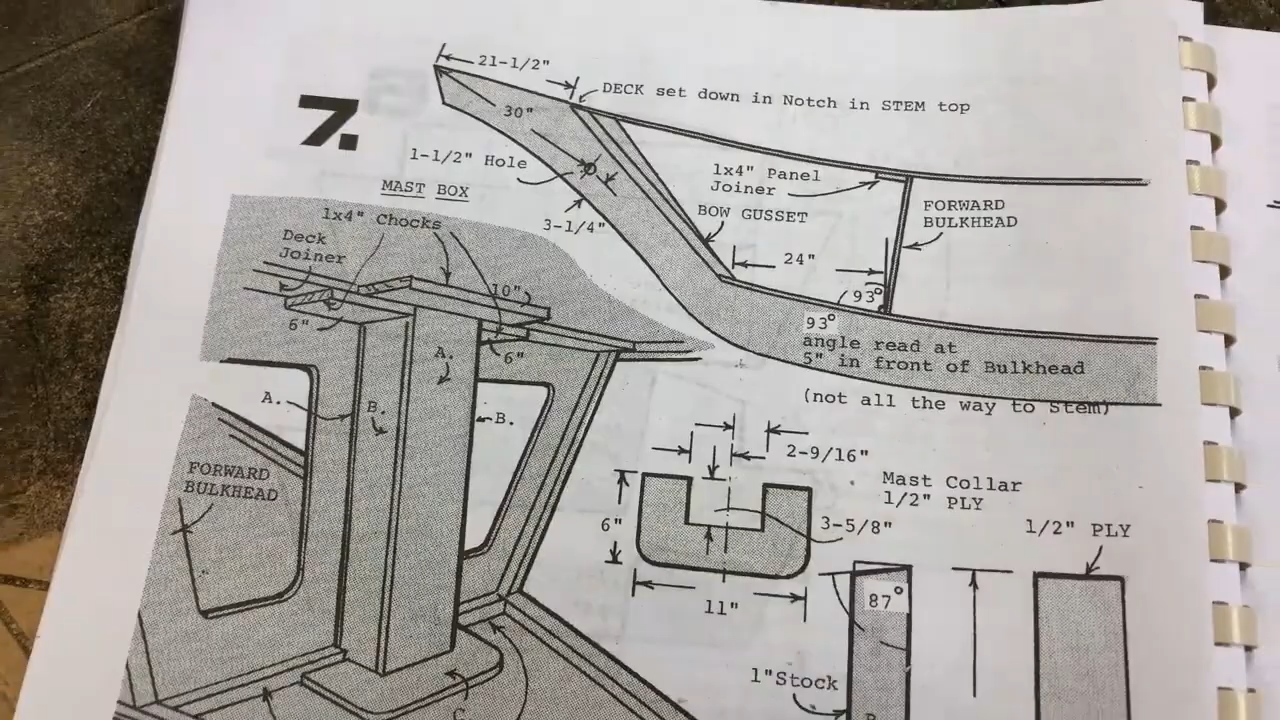 7.
21-1/2"
DECK set down in Notch in STEM top
30"
1-1/2" Hole
3-1/4"
1x4" Panel
Joiner
BOW GUSSET
FORWARD
BULKHEAD
24"
93°
93°
angle read at
5" in front of Bulkhead
(not all the way to Stem)
MAST BOX
1x4" Chocks
Deck
Joiner
10"
6"
6"
A.
A.
B.
B.
FORWARD
BULKHEAD
C
2-9/16"
Mast Collar
1/2" PLY
6"
3-5/8"
11"
1/2" PLY
87°
1"Stock
B